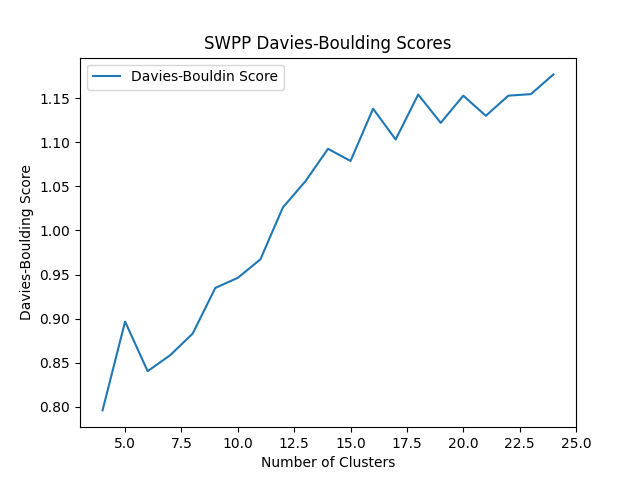 SWPP Davies-Boulding Scores
Davies-Bouldin Score
Davies-Boulding Score
1.15
1.10
1.05
1.00
0.95
0.90
0.85
0.80
5.0 7.5 10.0 12.5 15.0 17.5 20.0 22.5 25.0
Number of Clusters